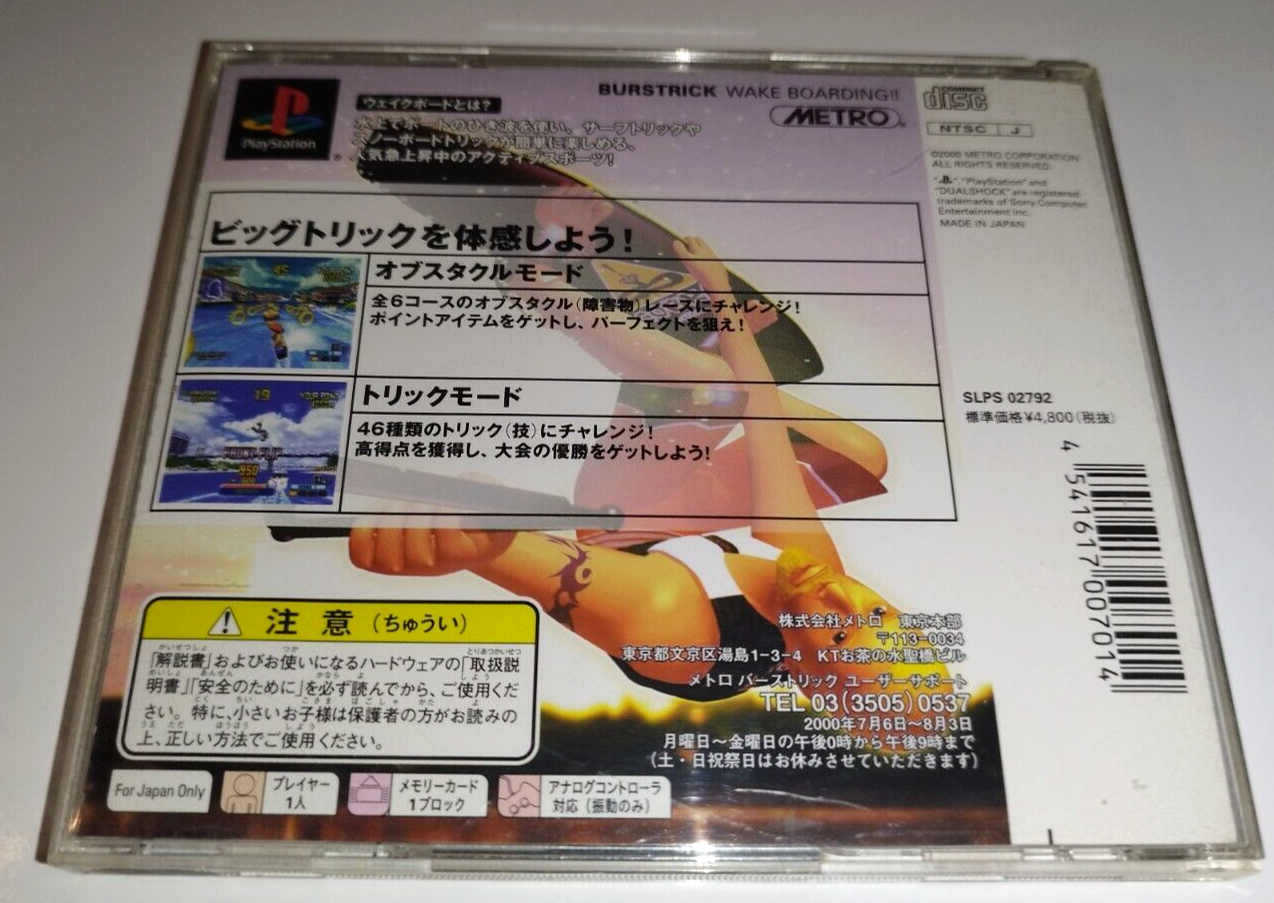 PlayStation
BURSTRICK WAKE BOARDING!!
METRO
ウェイクボードとは?
水上でボートのひき波を使い。サーフトリックや
スノーボードトリックが簡単に楽しめる、
人気急上昇中のアクティブスポーツ!
ビッグトリックを体感しよう!
オブスタクルモード
全6コースのオブスタクル(障害物)レースにチャレンジ!
ポイントアイテムをゲットし、パーフェクトを狙え!
45
トリックモード
46種類のトリック(技)にチャレンジ!
高得点を獲得し、大会の優勝をゲットしよう!
19
950
COMPACT
disc
NTSC J
©2000 METRO CORPORATION
ALL RIGHTS RESERVED.
" ", "PlayStation" and
"DUALSHOCK" are registered
trademarks of Sony Computer
Entertainment Inc.
MADE IN JAPAN
SLPS 02792
標準価格¥4,800(税抜)
4 541617 007014
注意(ちゅうい)
「解説書」およびお使いになるハードウェアの「取扱説
明書」「安全のために」を必ず読んでから、ご使用くだ
さい。特に、小さいお子様は保護者の方がお読みの
上、正しい方法でご使用ください。
株式会社メトロ 東京本部
〒113-0034
東京都文京区湯島1-3-4 KTお茶の水聖橋ビル
メトロ バーストリック ユーザーサポート
TEL 03(3505)0537
2000年7月6日~8月3日
月曜日~金曜日の午後0時から午後9時まで
(土・日祝祭日はお休みさせていただきます)
For Japan Only
プレイヤー
1人
メモリーカード
1ブロック
アナログコントローラ
対応(振動のみ)